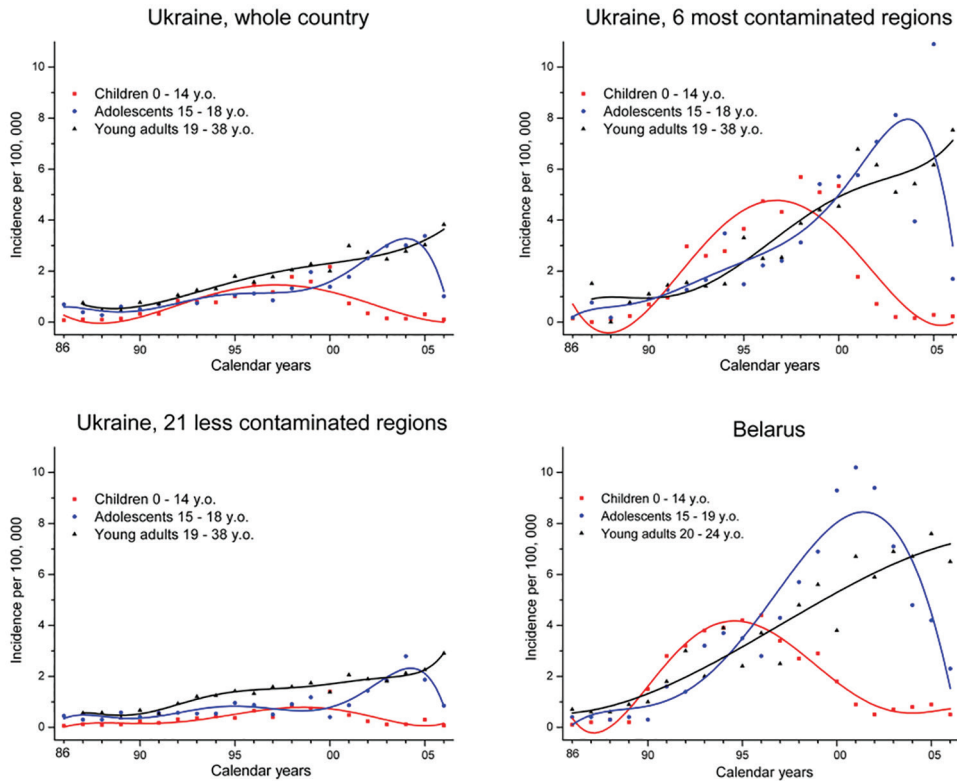 Ukraine, whole country
Incidence per 100, 000
10
8
6
4
2
0
Children 0 - 14 y.o.
Adolescents 15 - 18 y.o.
Young adults 19 - 38 y.o.
86 90 95 00 05
Calendar years
Ukraine, 6 most contaminated regions
Incidence per 100, 000
10
8
6
4
2
0
Children 0 - 14 y.o.
Adolescents 15 - 18 y.o.
Young adults 19 - 38 y.o.
86 90 95 00 05
Calendar years
Ukraine, 21 less contaminated regions
Incidence per 100, 000
10
8
6
4
2
0
Children 0 - 14 y.o.
Adolescents 15 - 18 y.o.
Young adults 19 - 38 y.o.
86 90 95 00 05
Calendar years
Belarus
Incidence per 100, 000
10
8
6
4
2
0
Children 0 - 14 y.o.
Adolescents 15 - 19 y.o.
Young adults 20 - 24 y.o.
86 90 95 00 05
Calendar years